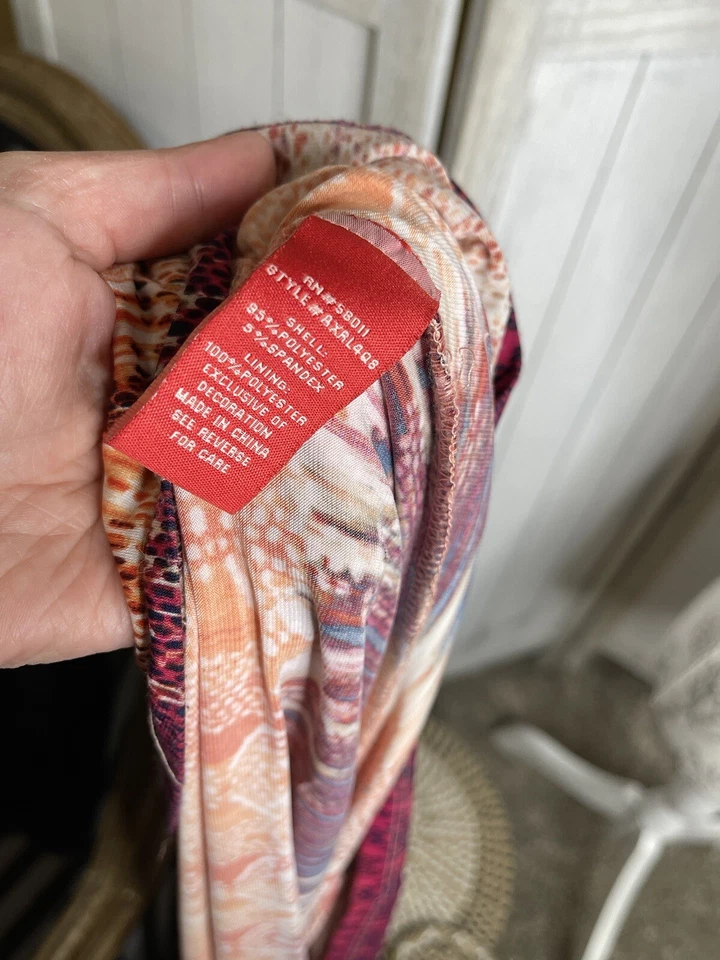 RN#58011
STYLE#AXRL4Q8
SHELL:
95%POLYESTER
5%SPANDEX
LINING:
100%POLYESTER
EXCLUSIVE OF
DECORATION
MADE IN CHINA
SEE REVERSE
FOR CARE